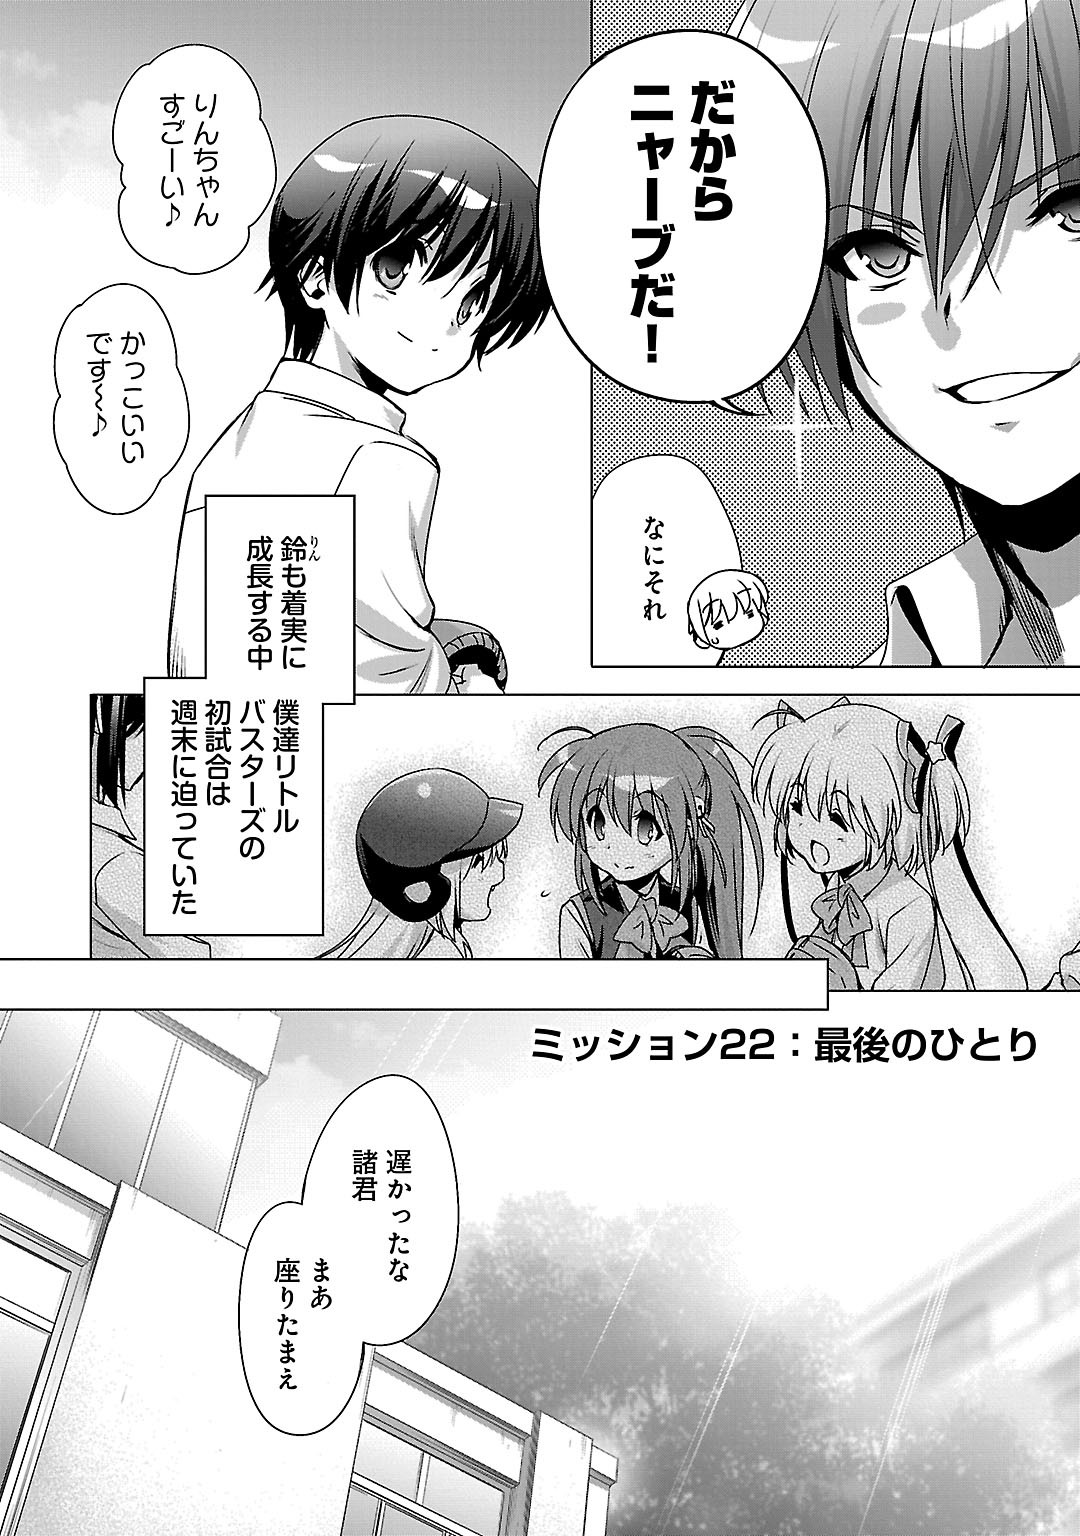 だから
ニャーブだ！
なにそれ
りんちゃん
すごーい♪
かっこいい
です〜♪
鈴も着実に
りん
成長する中
僕達リトル
バスターズの
初試合は
週末に迫っていた
ミッション22：最後のひとり
遅かったな
諸君
まあ
座りたまえ